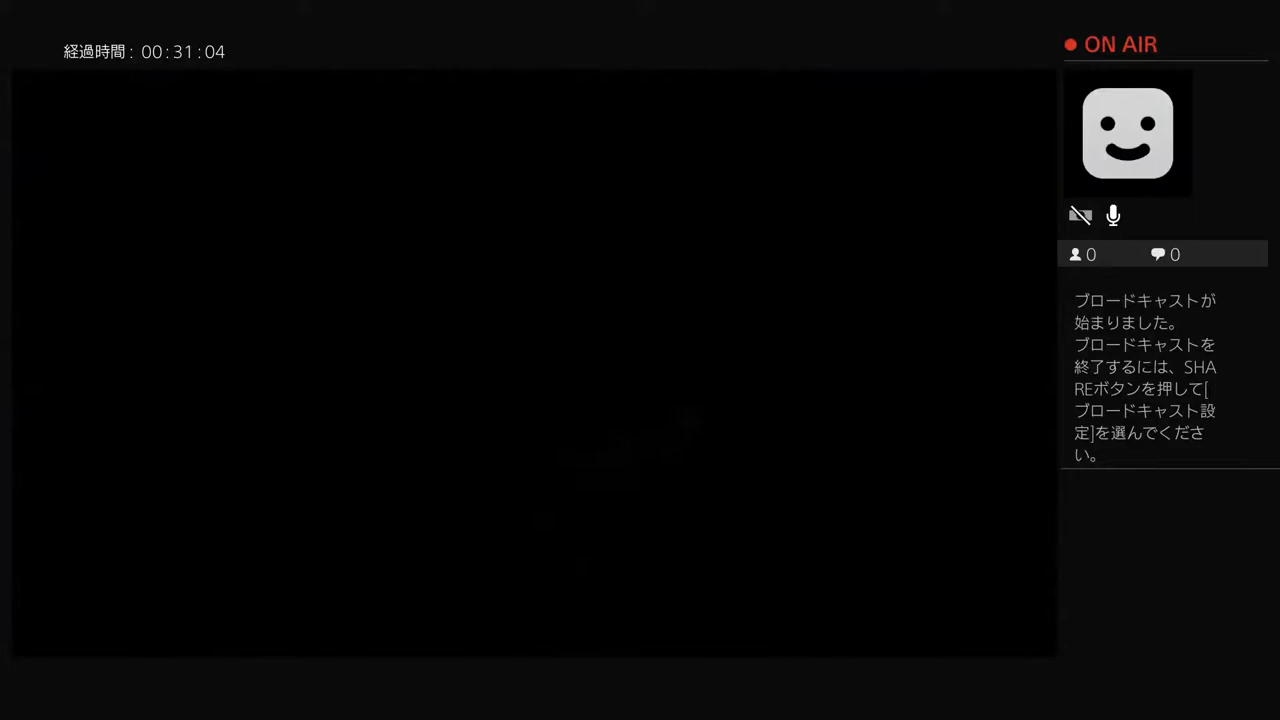 経過時間: 00:31:04
ON AIR
0
0
ブロードキャストが
始まりました。
ブロードキャストを
終了するには、SHA
REボタンを押して[
ブロードキャスト設
定]を選んでくださ
い。